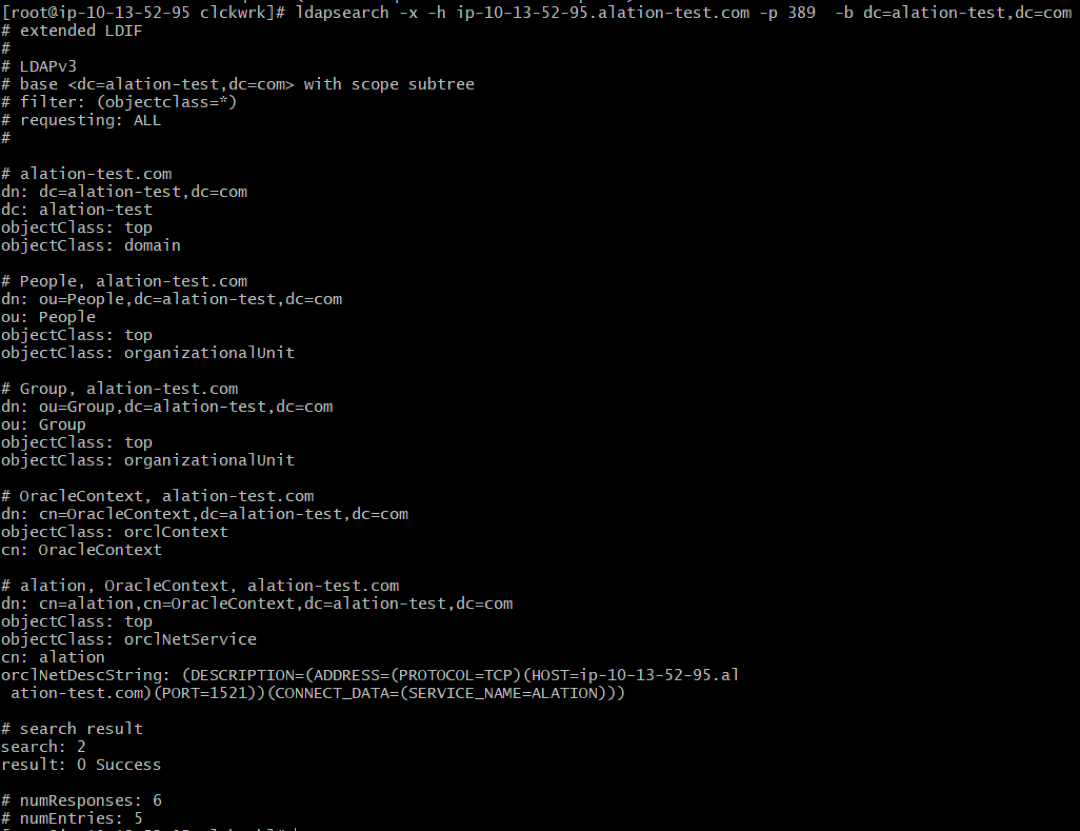 [root@ip-10-13-52-95 clckwrk]# ldapsearch -x -h ip-10-13-52-95.alation-test.com -p 389  -b dc=alation-test,dc=com
# extended LDIF
#
# LDAPv3
# base <dc=alation-test,dc=com> with scope subtree
# filter: (objectclass=*)
# requesting: ALL
#
# alation-test.com
dn: dc=alation-test,dc=com
dc: alation-test
objectClass: top
objectClass: domain
# People, alation-test.com
dn: ou=People,dc=alation-test,dc=com
ou: People
objectClass: top
objectClass: organizationalUnit
# Group, alation-test.com
dn: ou=Group,dc=alation-test,dc=com
ou: Group
objectClass: top
objectClass: organizationalUnit
# OracleContext, alation-test.com
dn: cn=OracleContext,dc=alation-test,dc=com
objectClass: orclContext
cn: OracleContext
# alation, OracleContext, alation-test.com
dn: cn=alation,cn=OracleContext,dc=alation-test,dc=com
objectClass: top
objectClass: orclNetService
cn: alation
orclNetDescString: (DESCRIPTION=(ADDRESS=(PROTOCOL=TCP)(HOST=ip-10-13-52-95.al
 ation-test.com)(PORT=1521))(CONNECT_DATA=(SERVICE_NAME=ALATION)))
# search result
search: 2
result: 0 Success
# numResponses: 6
# numEntries: 5